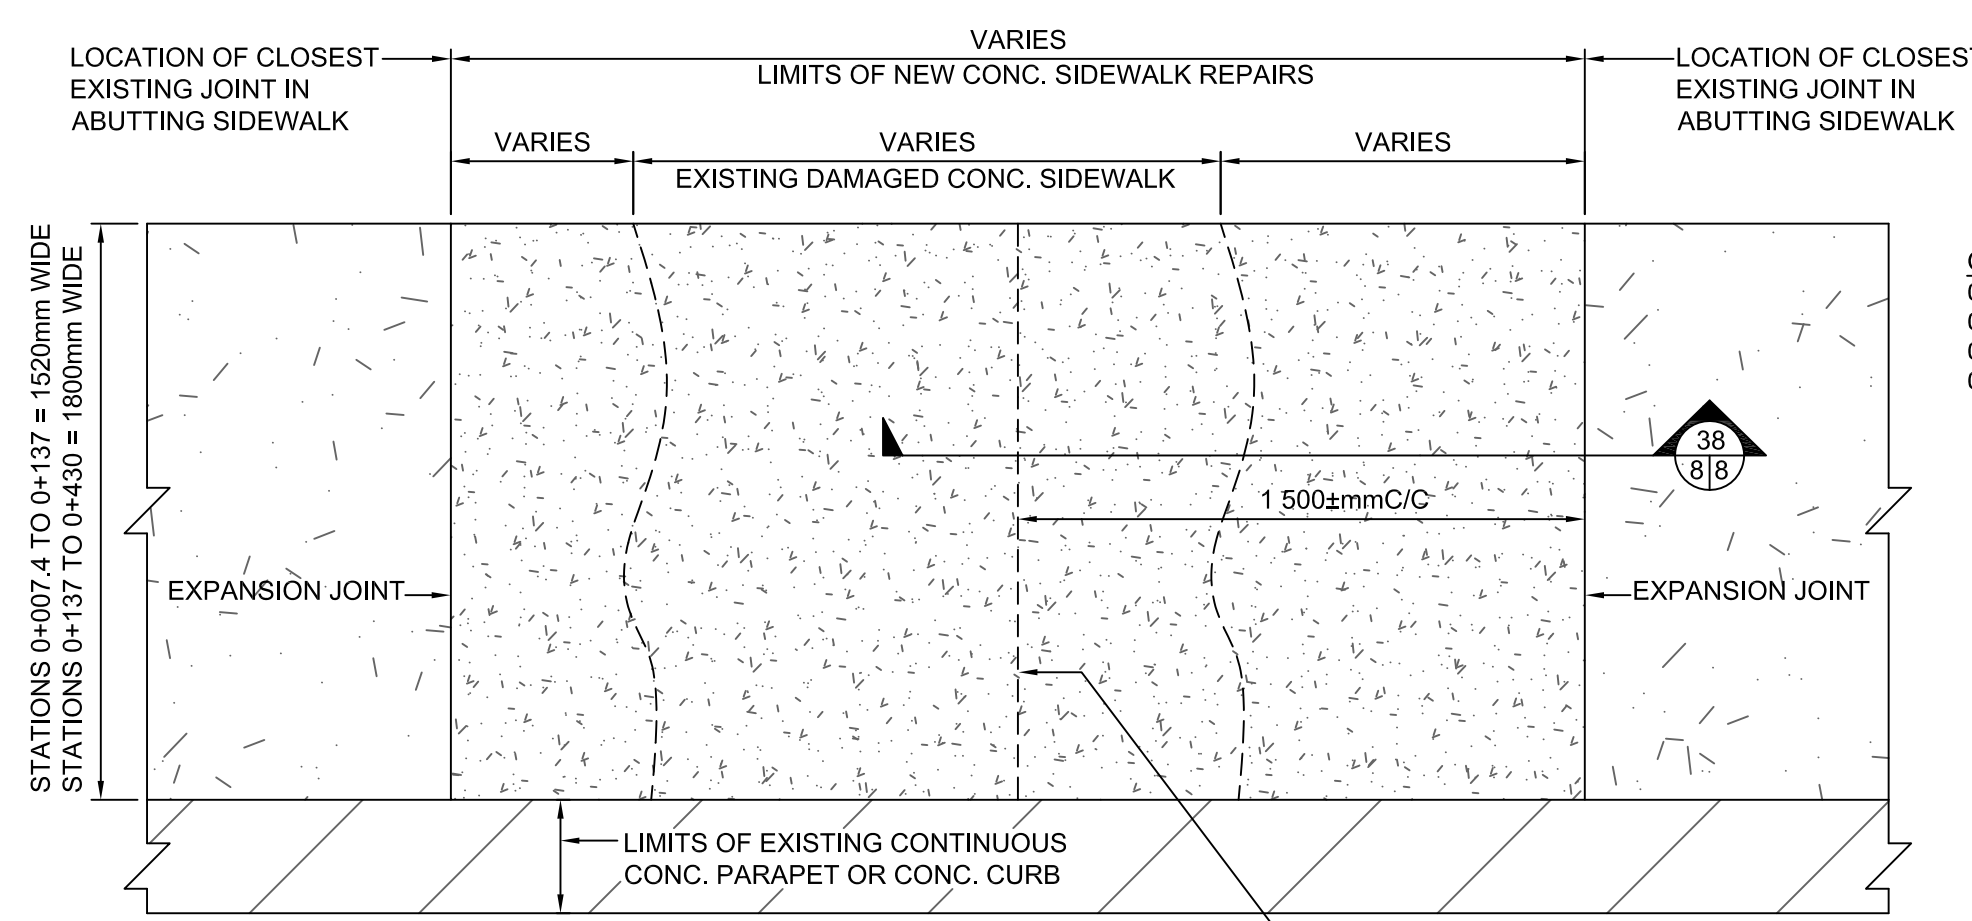 VARIES
LIMITS OF NEW CONC. SIDEWALK REPAIRS
LOCATION OF CLOSEST
EXISTING JOINT IN
ABUTTING SIDEWALK
LOCATION OF CLOSEST
EXISTING JOINT IN
ABUTTING SIDEWALK
VARIES
VARIES
VARIES
EXISTING DAMAGED CONC. SIDEWALK
STATIONS 0+007.4 TO 0+137 = 1520mm WIDE
STATIONS 0+137 TO 0+430 = 1800mm WIDE
38
8 8
1 500±mmC/C
EXPANSION JOINT
EXPANSION JOINT
LIMITS OF EXISTING CONTINUOUS
CONC. PARAPET OR CONC. CURB